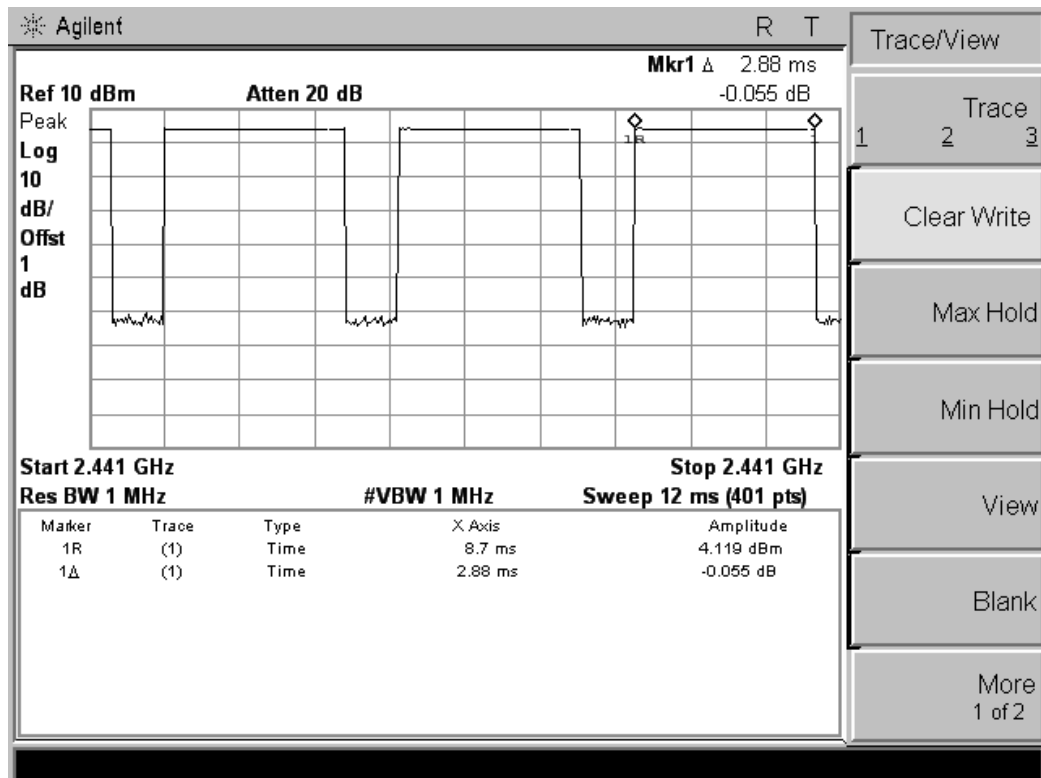 Agilent R T
Mkr1 Δ 2.88 ms
Ref 10 dBm Atten 20 dB -0.055 dB
Peak
Log
10
dB/
Offst
1
dB
1R 1
Start 2.441 GHz Stop 2.441 GHz
Res BW 1 MHz #VBW 1 MHz Sweep 12 ms (401 pts)
Marker Trace Type X Axis Amplitude
1R (1) Time 8.7 ms 4.119 dBm
1Δ (1) Time 2.88 ms -0.055 dB
Trace/View
Trace
1 2 3
Clear Write
Max Hold
Min Hold
View
Blank
More
1 of 2